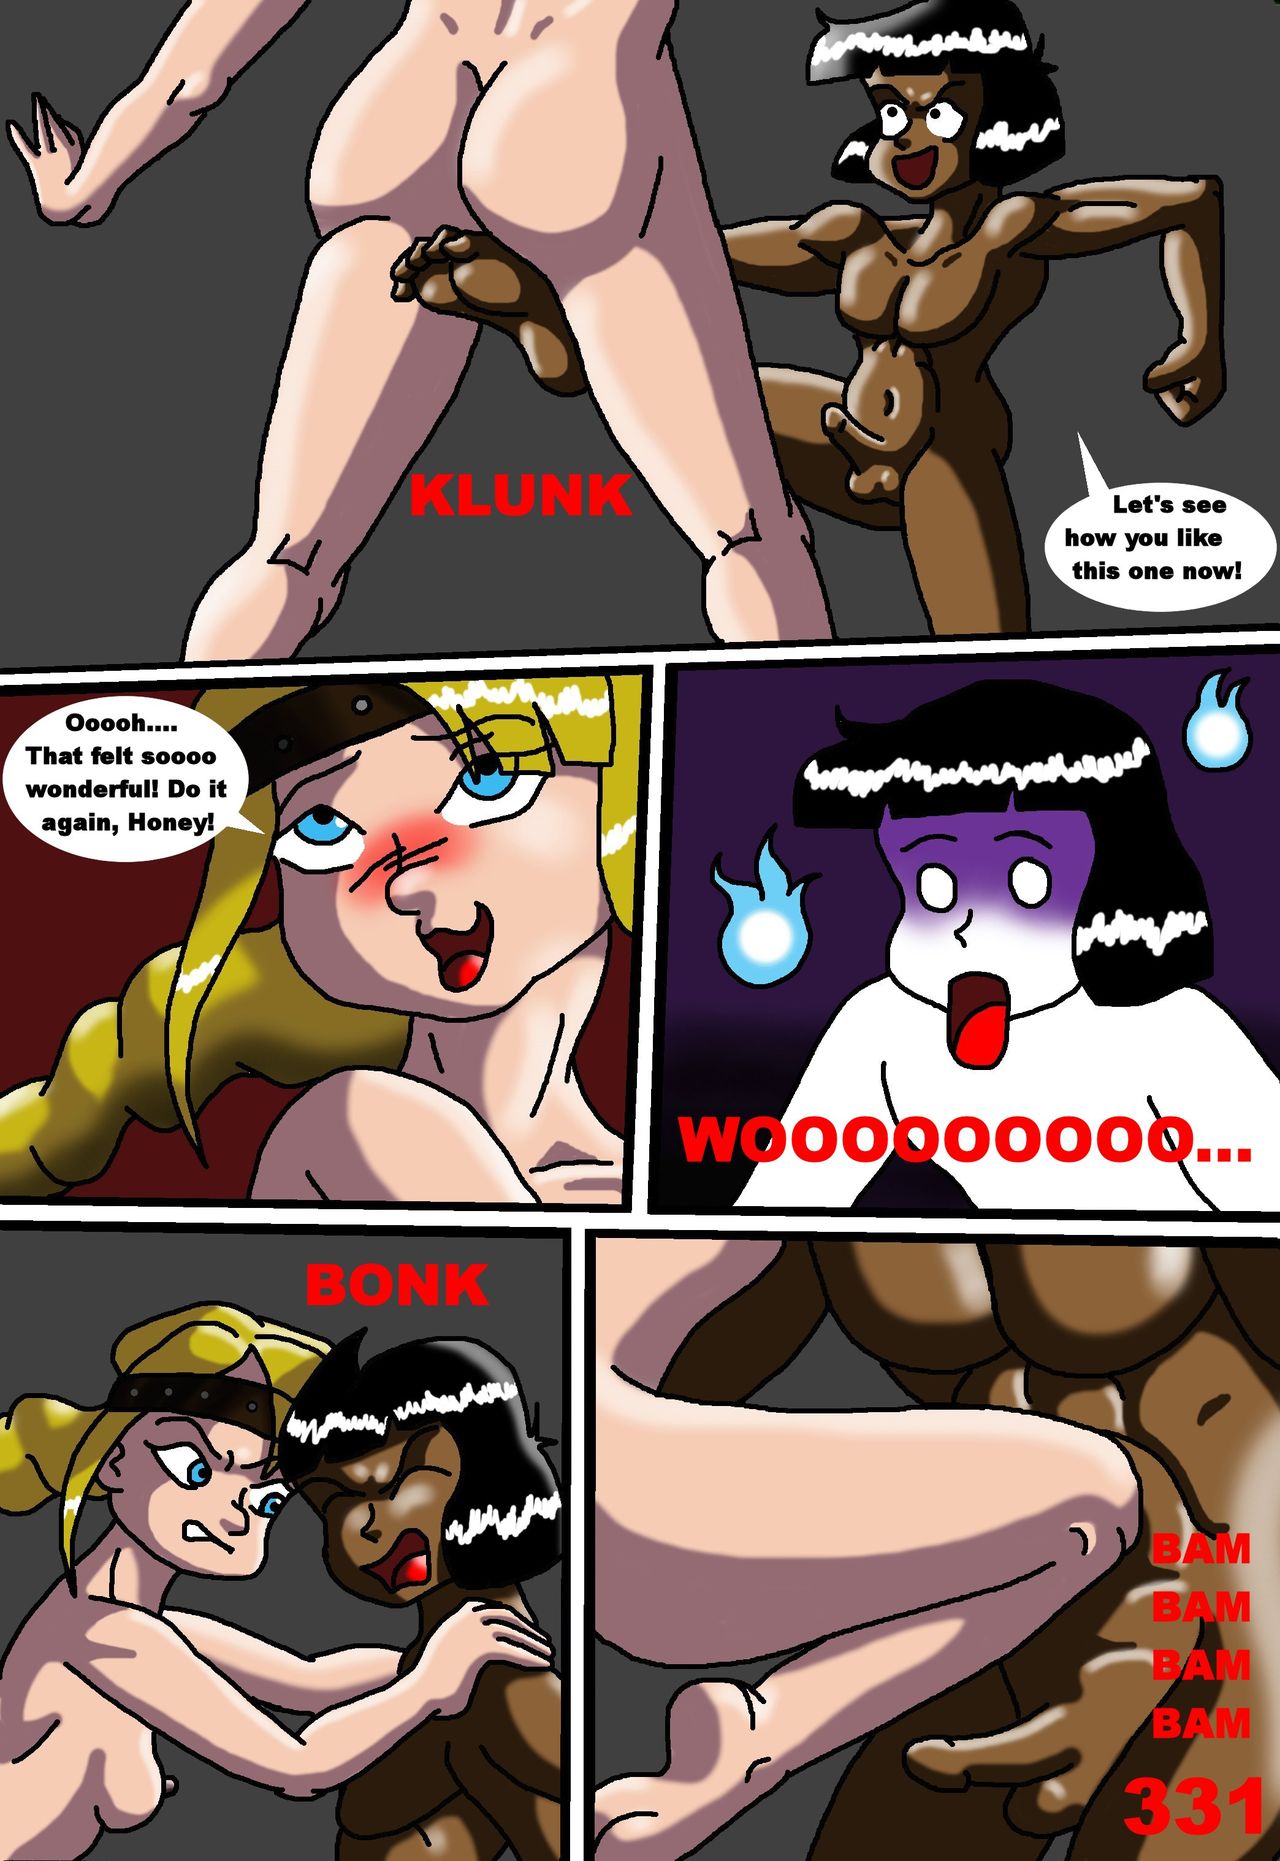 KLUNK
Let's see
how you like
this one now!
Ooooh....
That felt soooo
wonderful! Do it
again, Honey!
WOOOOOOOOO...
BONK
BAM
BAM
BAM
BAM
331